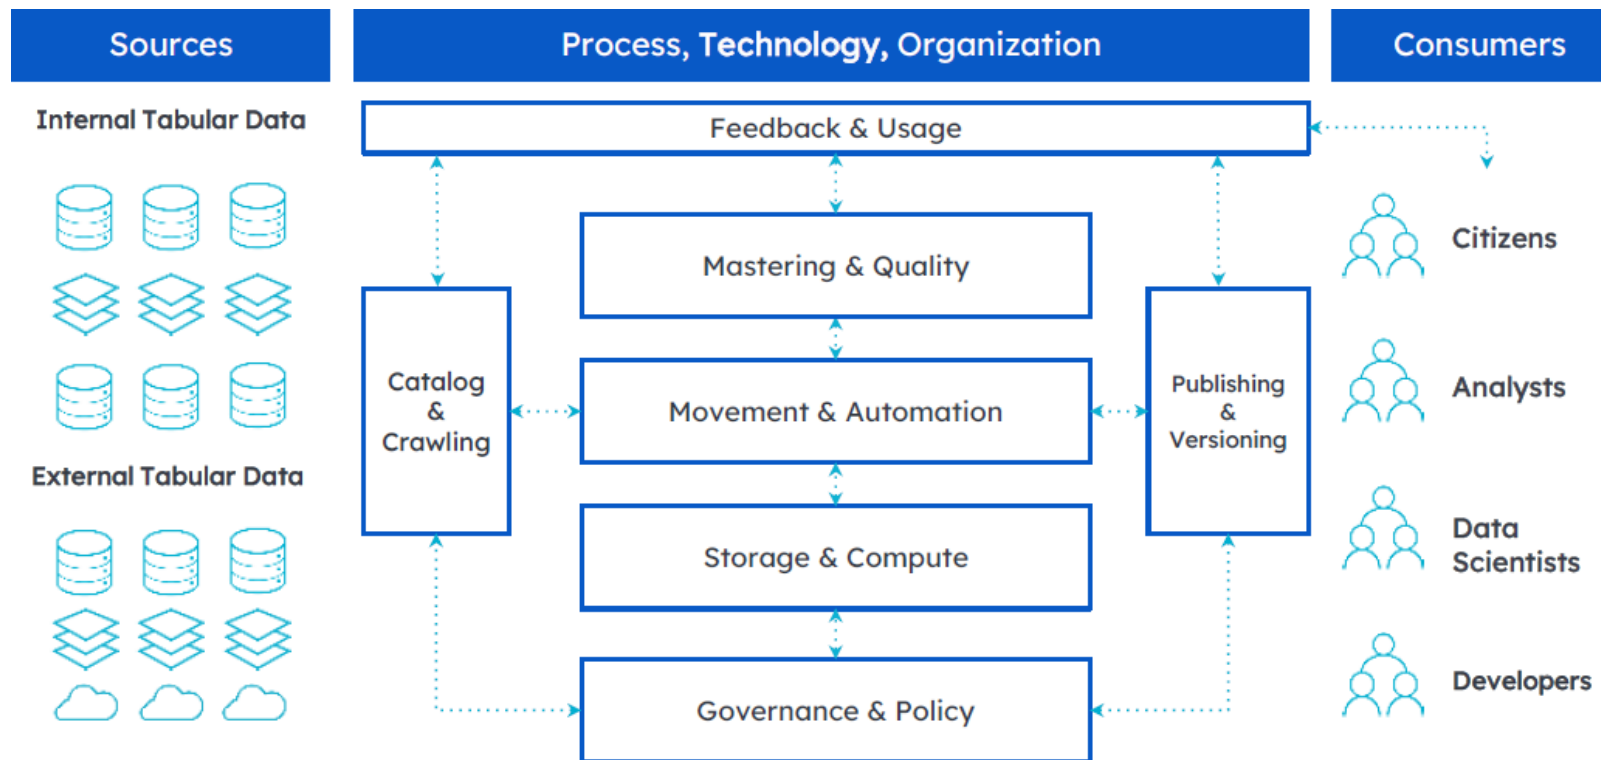 Sources
Process, Technology, Organization
Consumers
Internal Tabular Data
External Tabular Data
Feedback & Usage
Mastering & Quality
Catalog
&
Crawling
Movement & Automation
Publishing
&
Versioning
Storage & Compute
Governance & Policy
Citizens
Analysts
Data
Scientists
Developers